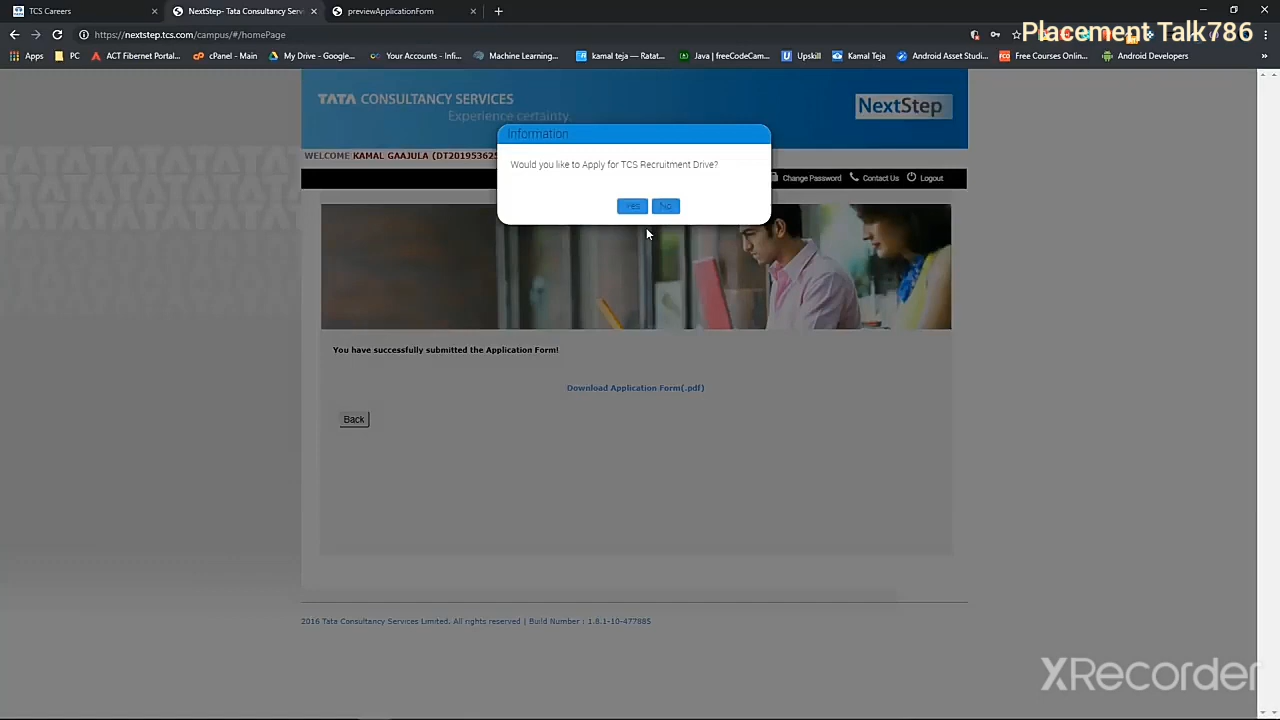 TCS Careers
NextStep- Tata Consultancy Serv
previewApplicationForm
https://nextstep.tcs.com/campus/#/homePage
Placement Talk786
Apps
PC
ACT Fibernet Portal...
cPanel - Main
My Drive - Google...
Your Accounting - Inf...
Machine Learning...
kamal teja — Ratat...
Java | freeCodeCam...
Upskill
Kamal Teja
Android Asset Studi...
Free Courses Onlin...
Android Developers
TATA CONSULTANCY SERVICES
Experience certainty.
NextStep
Information
WELCOME KAMAL GAAJULA (DT201953625
Would you like to Apply for TCS Recruitment Drive?
Change Password
Contact Us
Logout
Yes
No
You have successfully submitted the Application Form!
Download Application Form(.pdf)
Back
2016 Tata Consultancy Services Limited. All rights reserved | Build Number : 1.8.1-10-477885
XRecorder